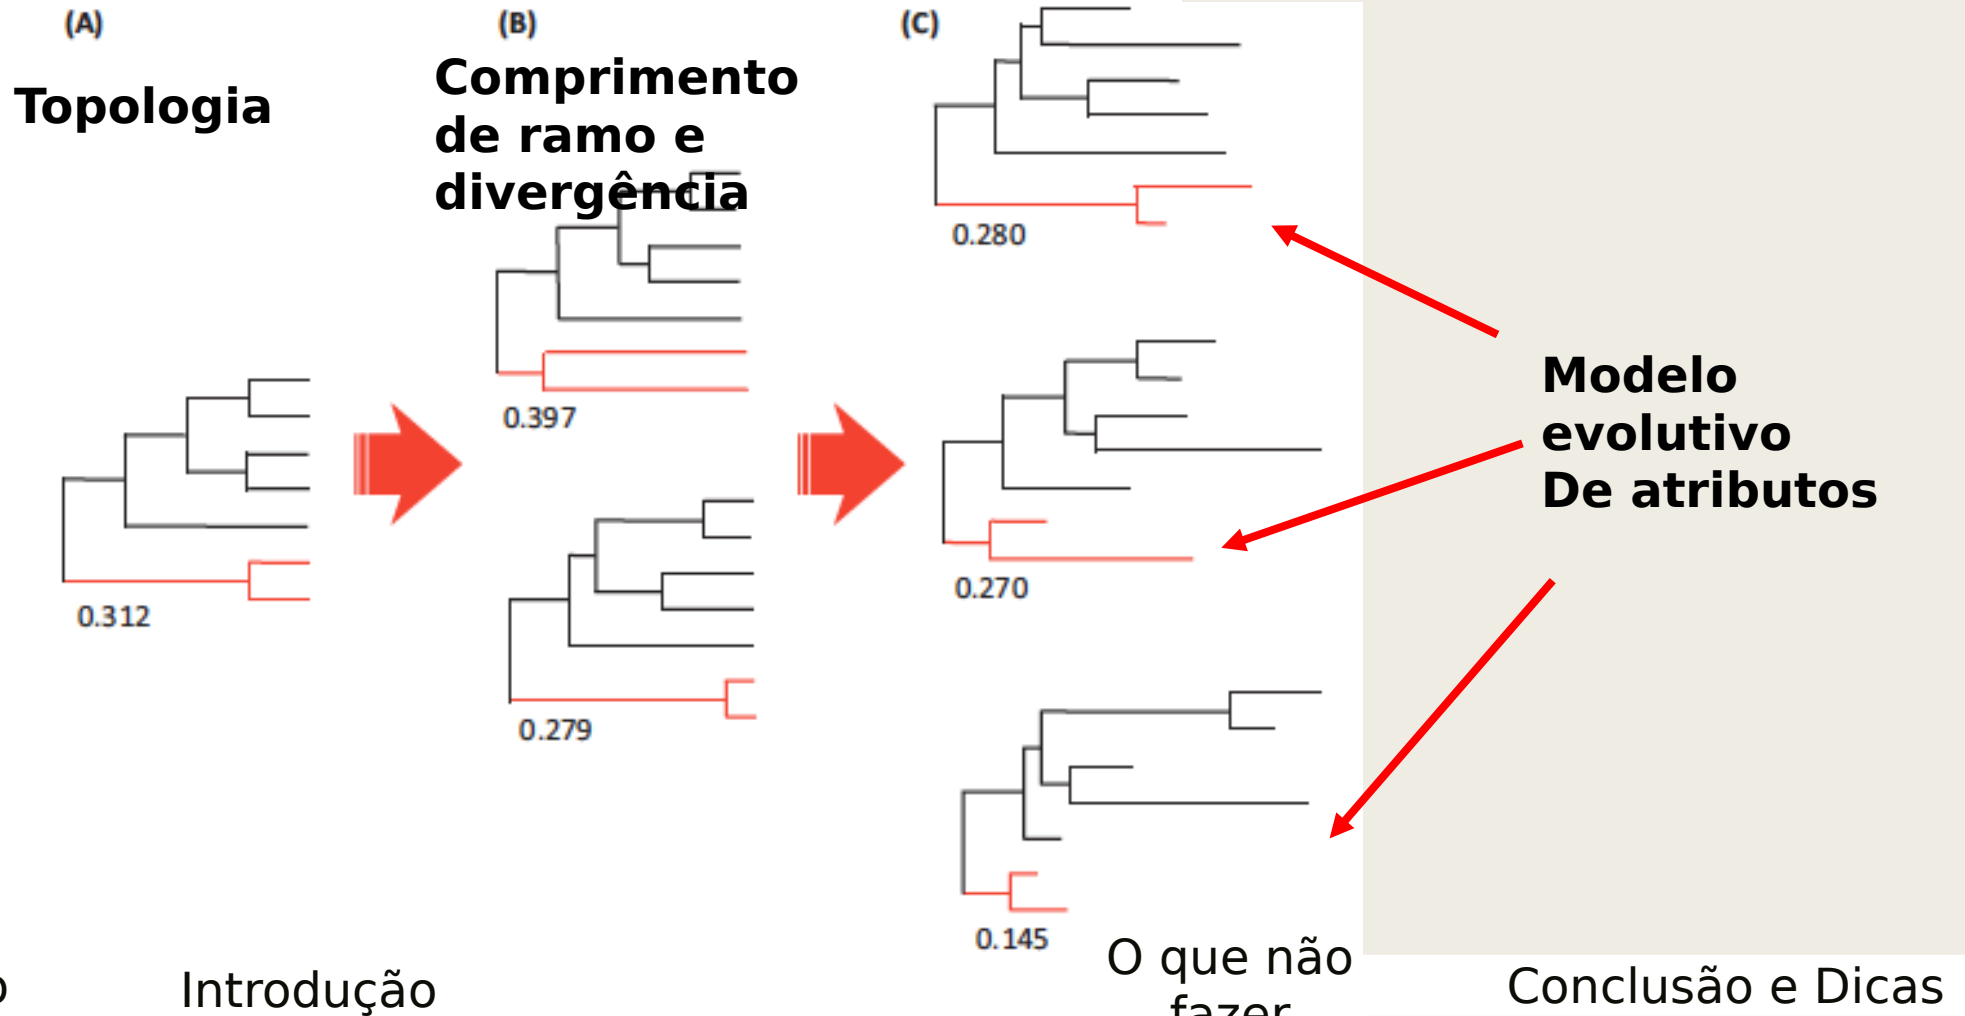 (A)
Topologia
0.312
(B)
Comprimento
de ramo e
divergência
0.397
0.279
(C)
0.280
0.270
0.145
Modelo
evolutivo
De atributos
o
Introdução
O que não
fazer
Conclusão e Dicas